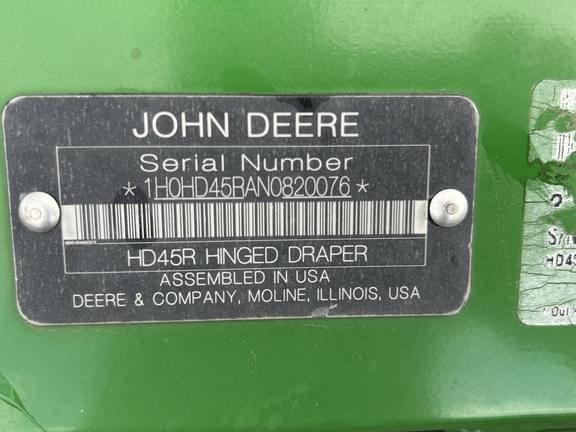 JOHN DEERE
Serial Number
*1H0HD45RAN0820076*
HD45R HINGED DRAPER
ASSEMBLED IN USA
DEERE & COMPANY, MOLINE, ILLINOIS, USA